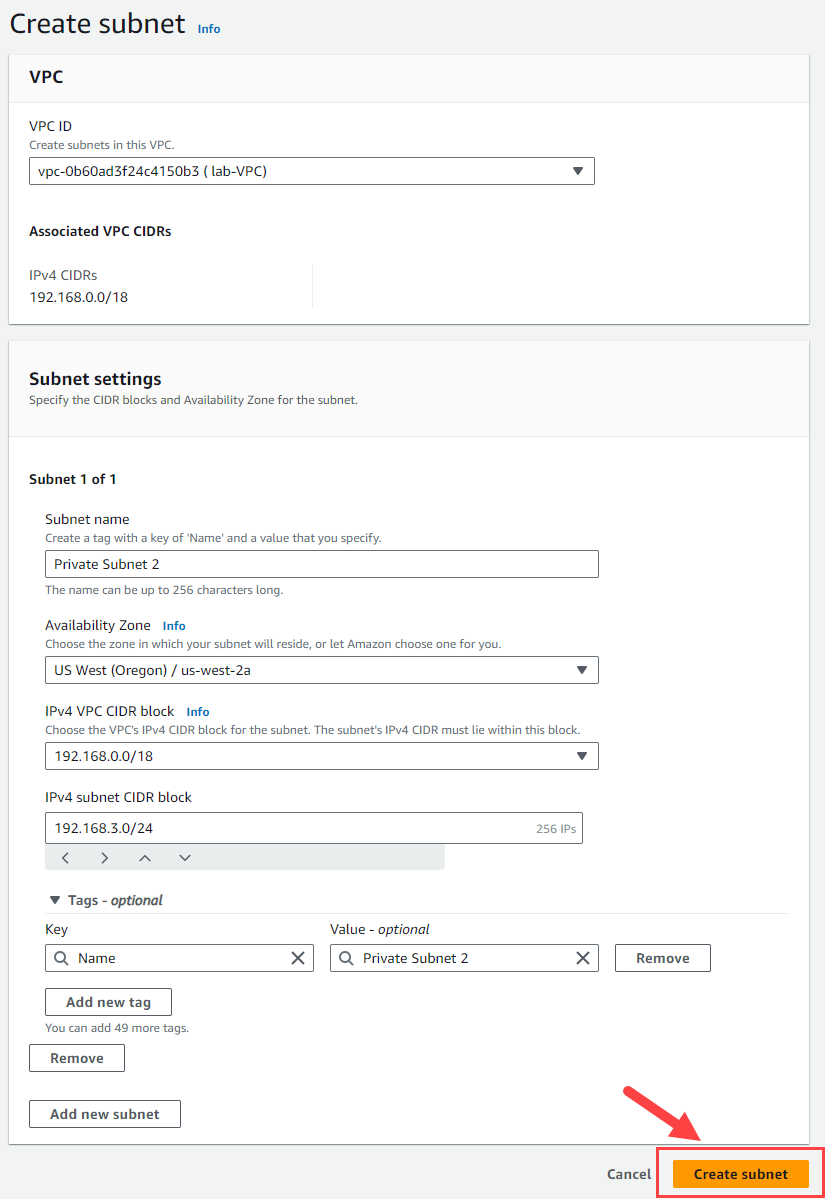 Create subnet Info
VPC
VPC ID
Create subnets in this VPC.
vpc-0b60ad3f24c4150b3 ( lab-VPC)
Associated VPC CIDRs
IPv4 CIDRs
192.168.0.0/18
Subnet settings
Specify the CIDR blocks and Availability Zone for the subnet.
Subnet 1 of 1
Subnet name
Create a tag with a key of 'Name' and a value that you specify.
Private Subnet 2
The name can be up to 256 characters long.
Availability Zone Info
Choose the zone in which your subnet will reside, or let Amazon choose one for you.
US West (Oregon) / us-west-2a
IPv4 VPC CIDR block Info
Choose the VPC's IPv4 CIDR block for the subnet. The subnet's IPv4 CIDR must lie within this block.
192.168.0.0/18
IPv4 subnet CIDR block
192.168.3.0/24 256 IPs
Tags - optional
Key Value - optional
Name Private Subnet 2 Remove
Add new tag
You can add 49 more tags.
Remove
Add new subnet
Cancel Create subnet